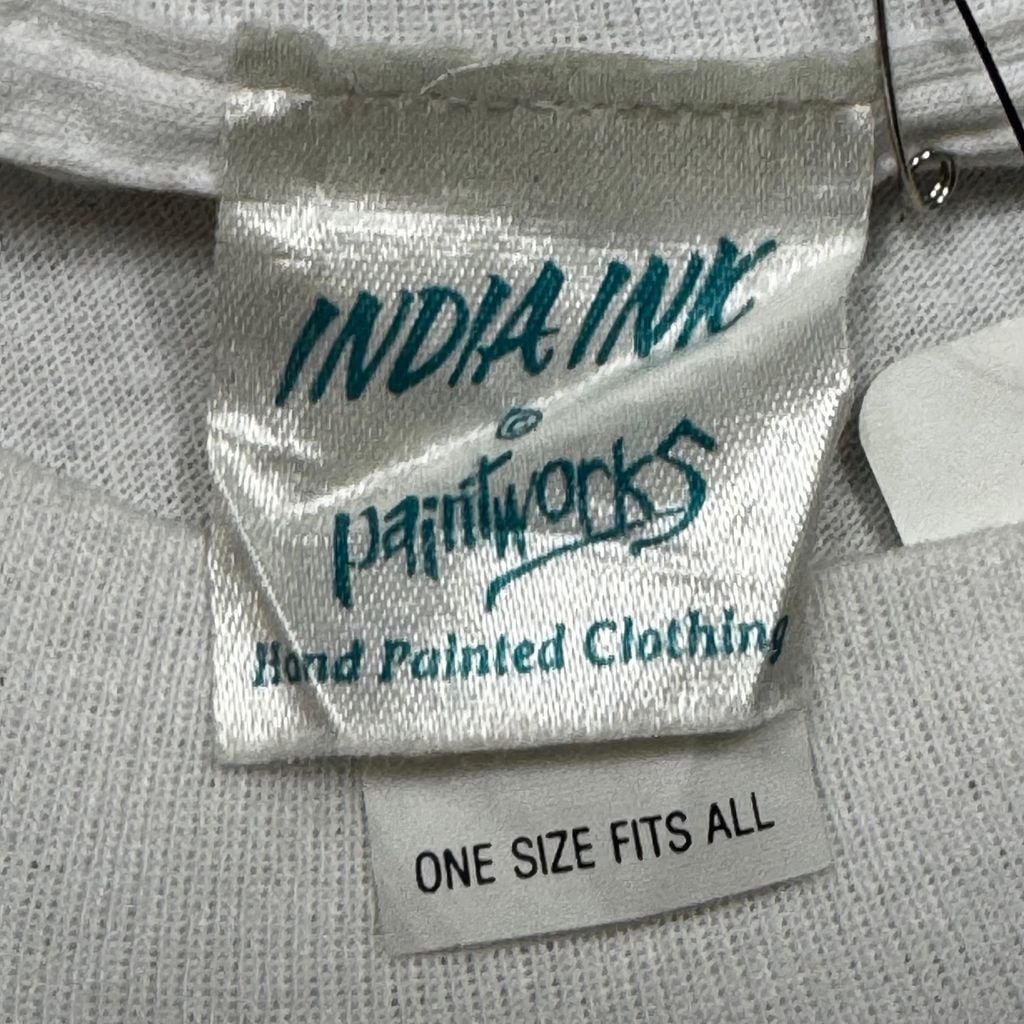 INDIA INK
©
paintworks
Hand Painted Clothing
ONE SIZE FITS ALL